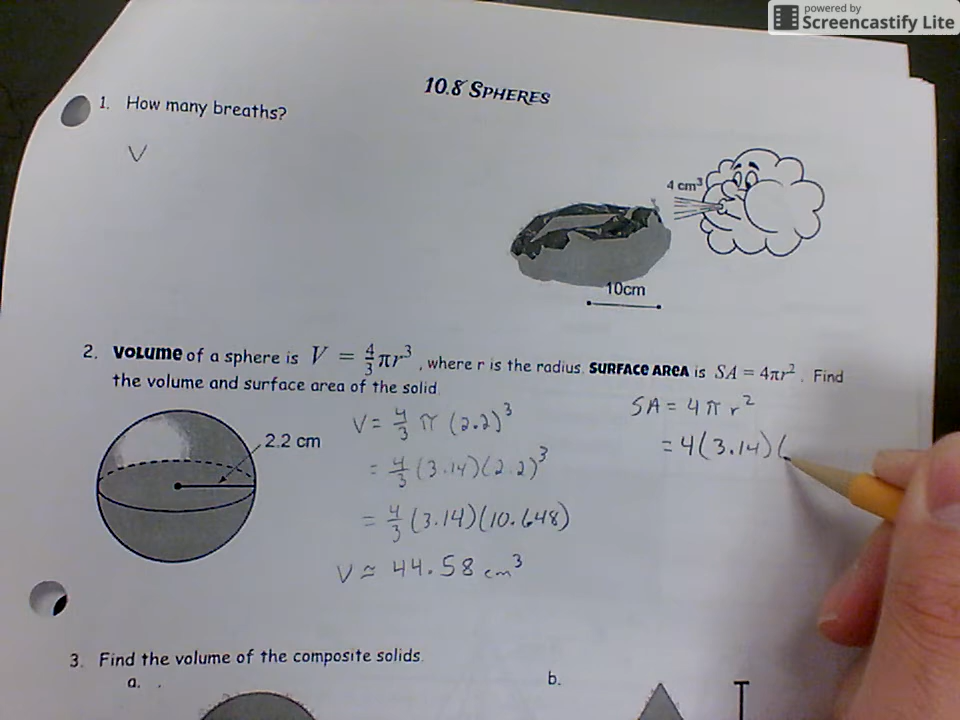 powered by
Screencastify Lite
10.8 SPHERES
1. How many breaths?
V
4 cm³
10cm
2. VOLUME of a sphere is V = 4/3 πr³, where r is the radius. SURFACE AREA is SA = 4πr². Find
the volume and surface area of the solid.
2.2 cm
V = 4/3 π (2.2)³
= 4/3 (3.14)(2.2)³
= 4/3 (3.14)(10.648)
V ≈ 44.58 cm³
SA = 4 π r²
= 4(3.14)(
3. Find the volume of the composite solids.
a.
b.